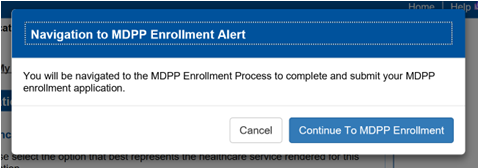 Home | Help
Navigation to MDPP Enrollment Alert
You will be navigated to the MDPP Enrollment Process to complete and submit your MDPP
enrollment application.
Cancel
Continue To MDPP Enrollment
se select the option that best represents the healthcare service rendered for this